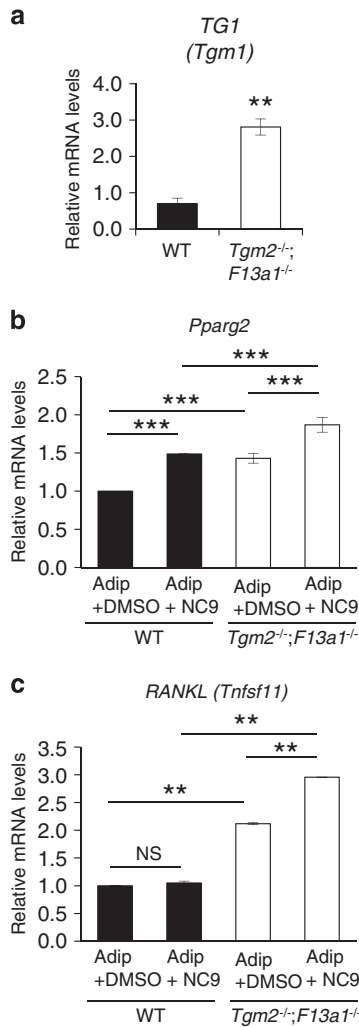 a
TG1
(Tgm1)
Relative mRNA levels
4.0
3.0
2.0
1.0
0.0
**
WT
Tgm2-/-;
F13a1-/-
b
Pparg2
Relative mRNA levels
2.5
2.0
1.5
1.0
0.5
0.0
***
***
***
***
Adip Adip Adip Adip
+DMSO + NC9 +DMSO + NC9
WT Tgm2-/-;F13a1-/-
c
RANKL (Tnfsf11)
Relative mRNA levels
3.5
3.0
2.5
2.0
1.5
1.0
0.5
0.0
**
**
**
NS
Adip Adip Adip Adip
+DMSO + NC9 +DMSO + NC9
WT Tgm2-/-;F13a1-/-